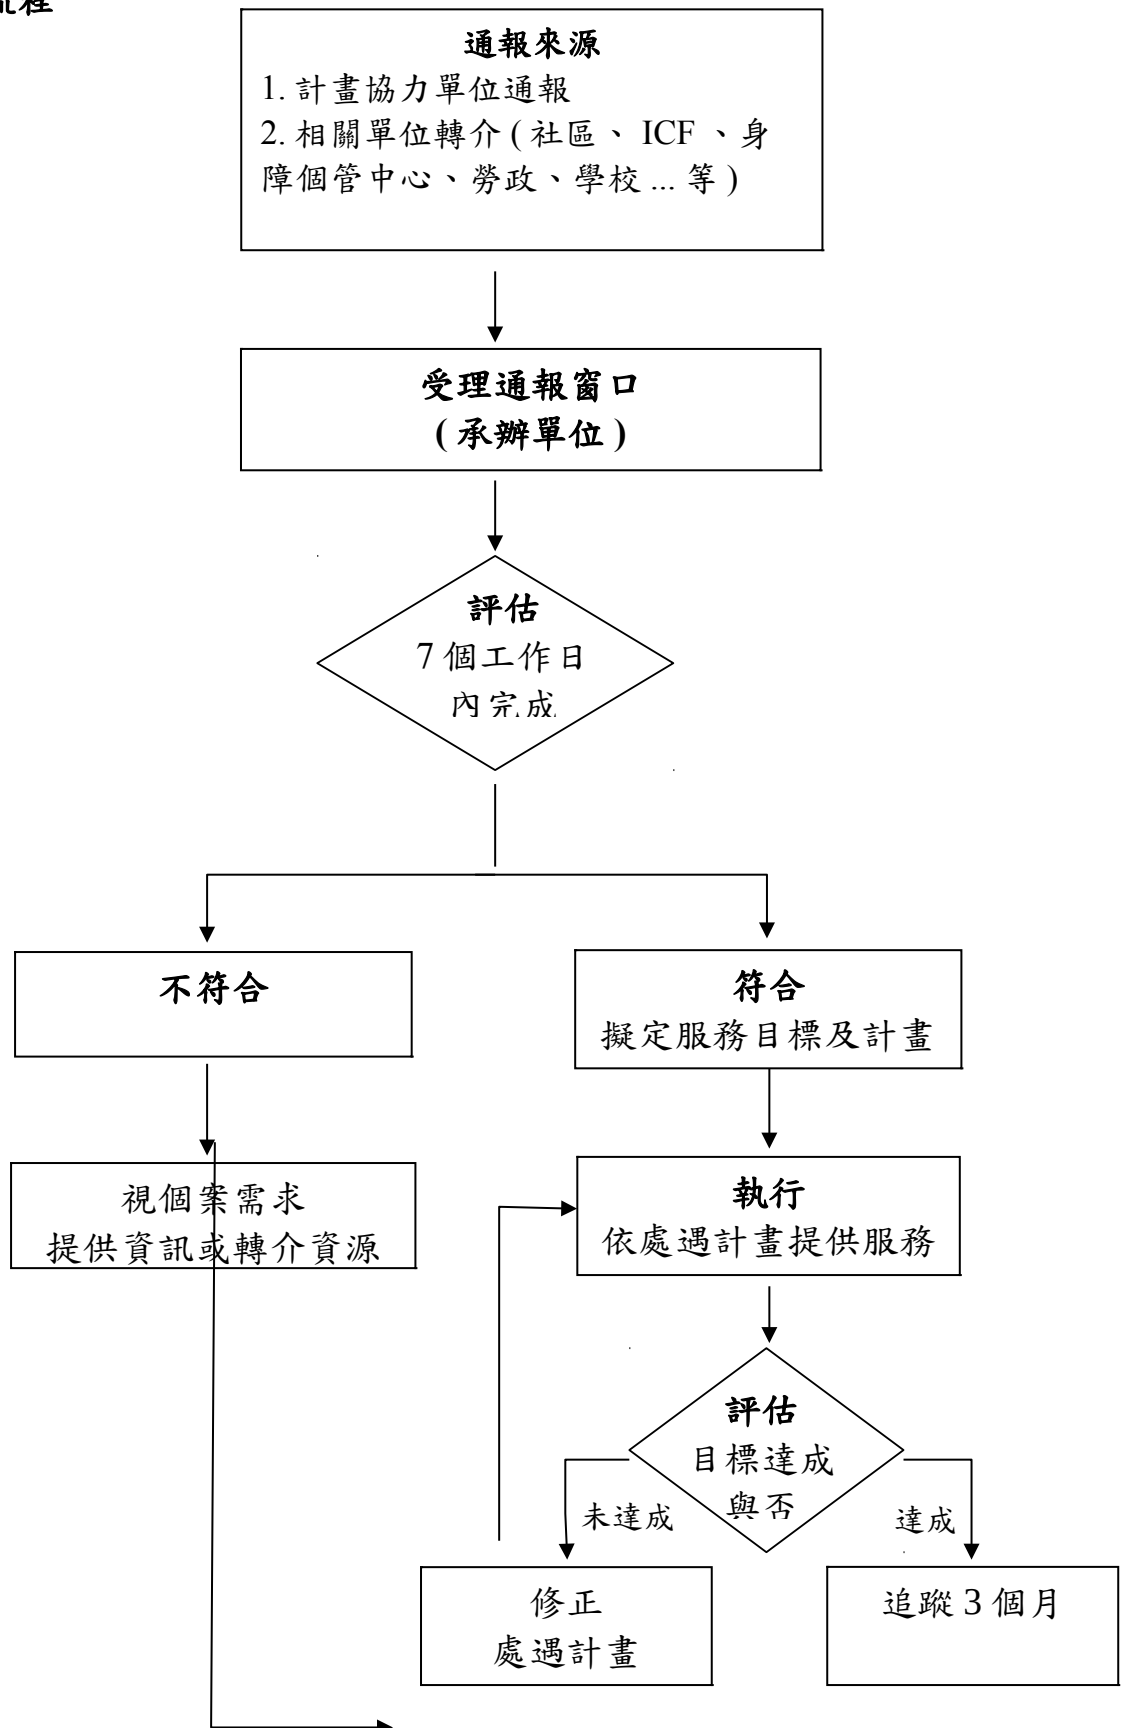 流程
通報來源
1. 計畫協力單位通報
2. 相關單位轉介 ( 社區、 ICF 、身
障個管中心、勞政、學校 ... 等 )
受理通報窗口
( 承辦單位 )
評估
7 個工作日
內完成
不符合
符合
擬定服務目標及計畫
視個案需求
提供資訊或轉介資源
執行
依處遇計畫提供服務
評估
目標達成
與否
未達成
達成
修正
處遇計畫
追蹤 3 個月